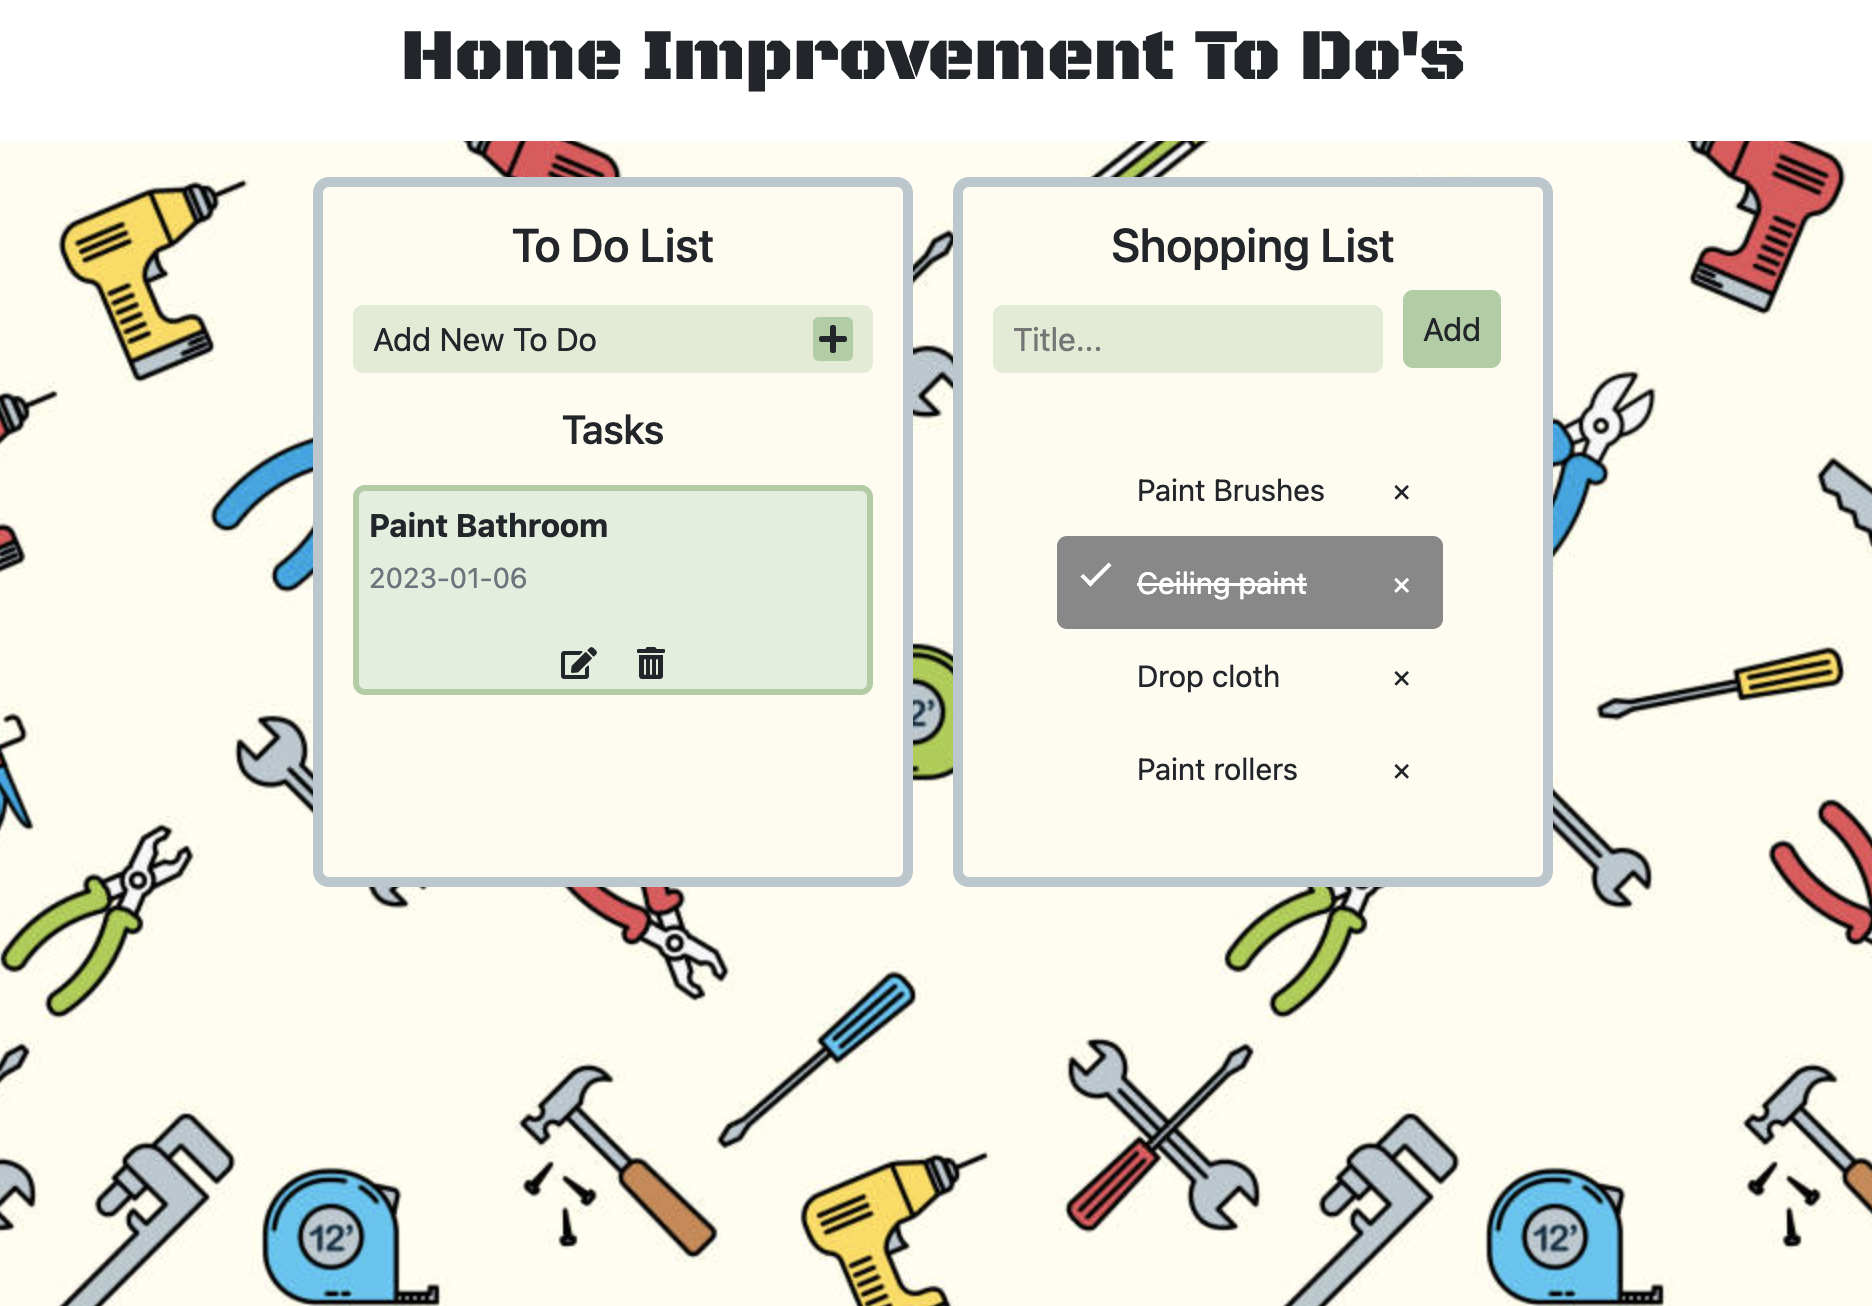 Home Improvement To Do's
To Do List
Add New To Do
Tasks
Paint Bathroom
2023-01-06
Shopping List
Title...
Add
Paint Brushes
Ceiling paint
Drop cloth
Paint rollers
2'
12'
12'